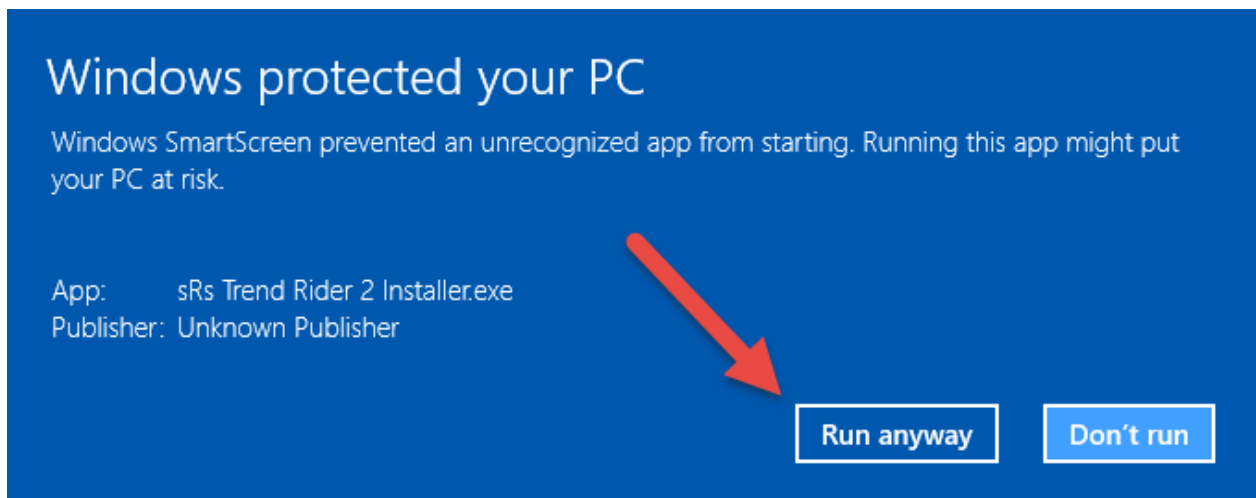 Windows protected your PC
Windows SmartScreen prevented an unrecognized app from starting. Running this app might put
your PC at risk.
App: sRs Trend Rider 2 Installer.exe
Publisher: Unknown Publisher
Run anyway Don't run